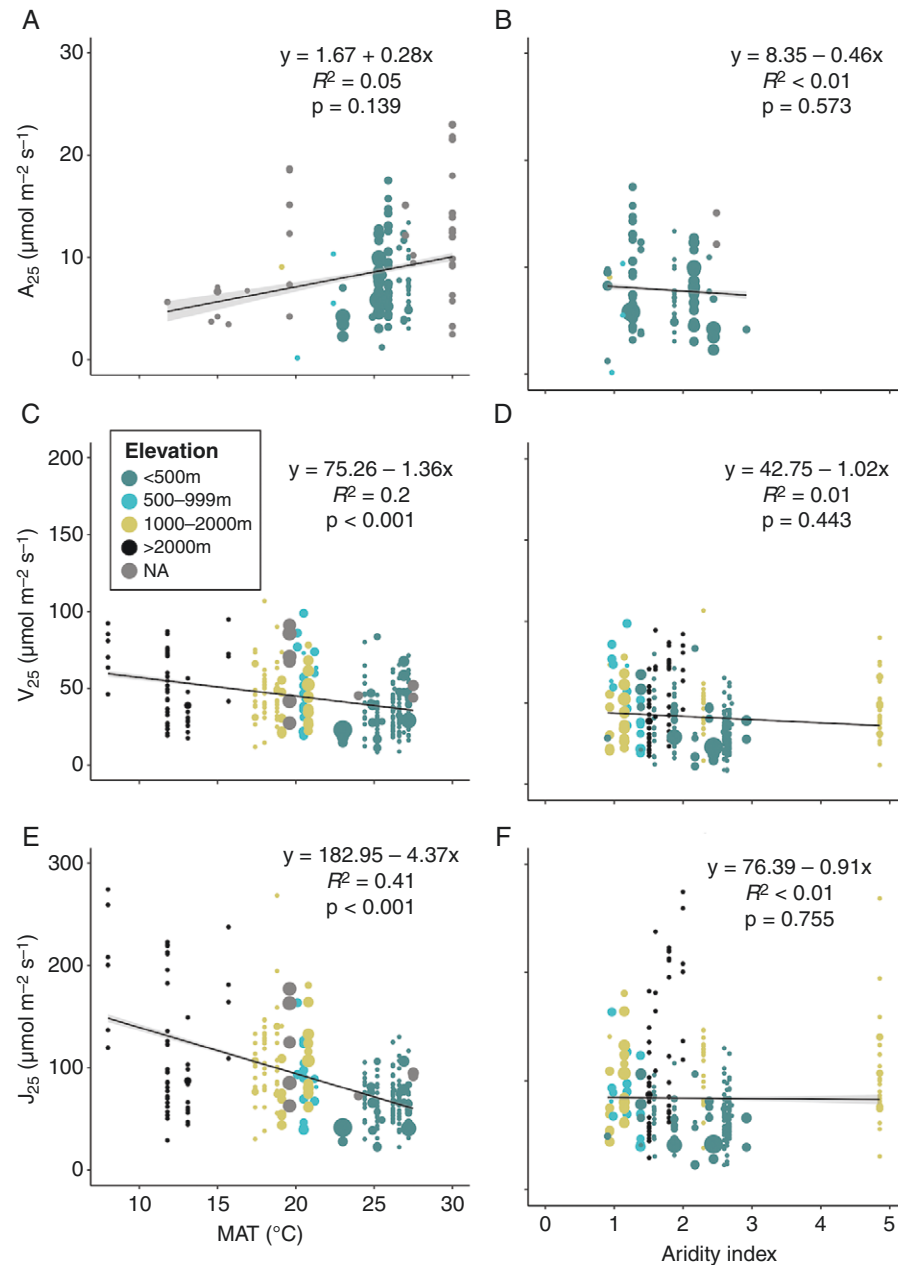 A
B
y = 1.67 + 0.28x
R² = 0.05
p = 0.139
y = 8.35 – 0.46x
R² < 0.01
p = 0.573
30
20
10
0
A₂₅ (µmol m⁻² s⁻¹)
C
D
Elevation
<500m
500–999m
1000–2000m
>2000m
NA
y = 75.26 – 1.36x
R² = 0.2
p < 0.001
y = 42.75 – 1.02x
R² = 0.01
p = 0.443
200
150
100
50
0
V₂₅ (µmol m⁻² s⁻¹)
E
F
y = 182.95 – 4.37x
R² = 0.41
p < 0.001
y = 76.39 – 0.91x
R² < 0.01
p = 0.755
300
200
100
0
J₂₅ (µmol m⁻² s⁻¹)
10 15 20 25 30
MAT (°C)
0 1 2 3 4 5
Aridity index